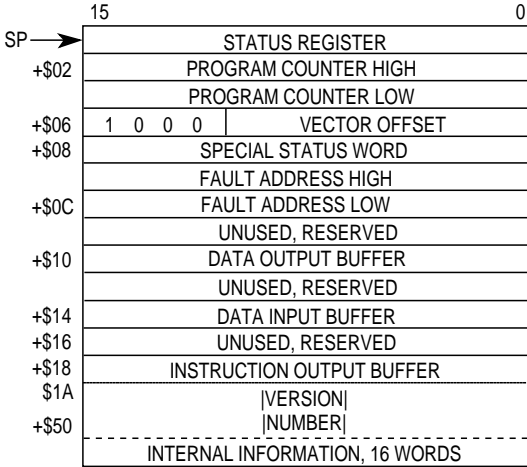 15 0
SP STATUS REGISTER
+$02 PROGRAM COUNTER HIGH
PROGRAM COUNTER LOW
+$06 1 0 0 0 VECTOR OFFSET
+$08 SPECIAL STATUS WORD
FAULT ADDRESS HIGH
+$0C FAULT ADDRESS LOW
UNUSED, RESERVED
+$10 DATA OUTPUT BUFFER
UNUSED, RESERVED
+$14 DATA INPUT BUFFER
+$16 UNUSED, RESERVED
+$18 INSTRUCTION OUTPUT BUFFER
$1A |VERSION|
+$50 |NUMBER|
INTERNAL INFORMATION, 16 WORDS